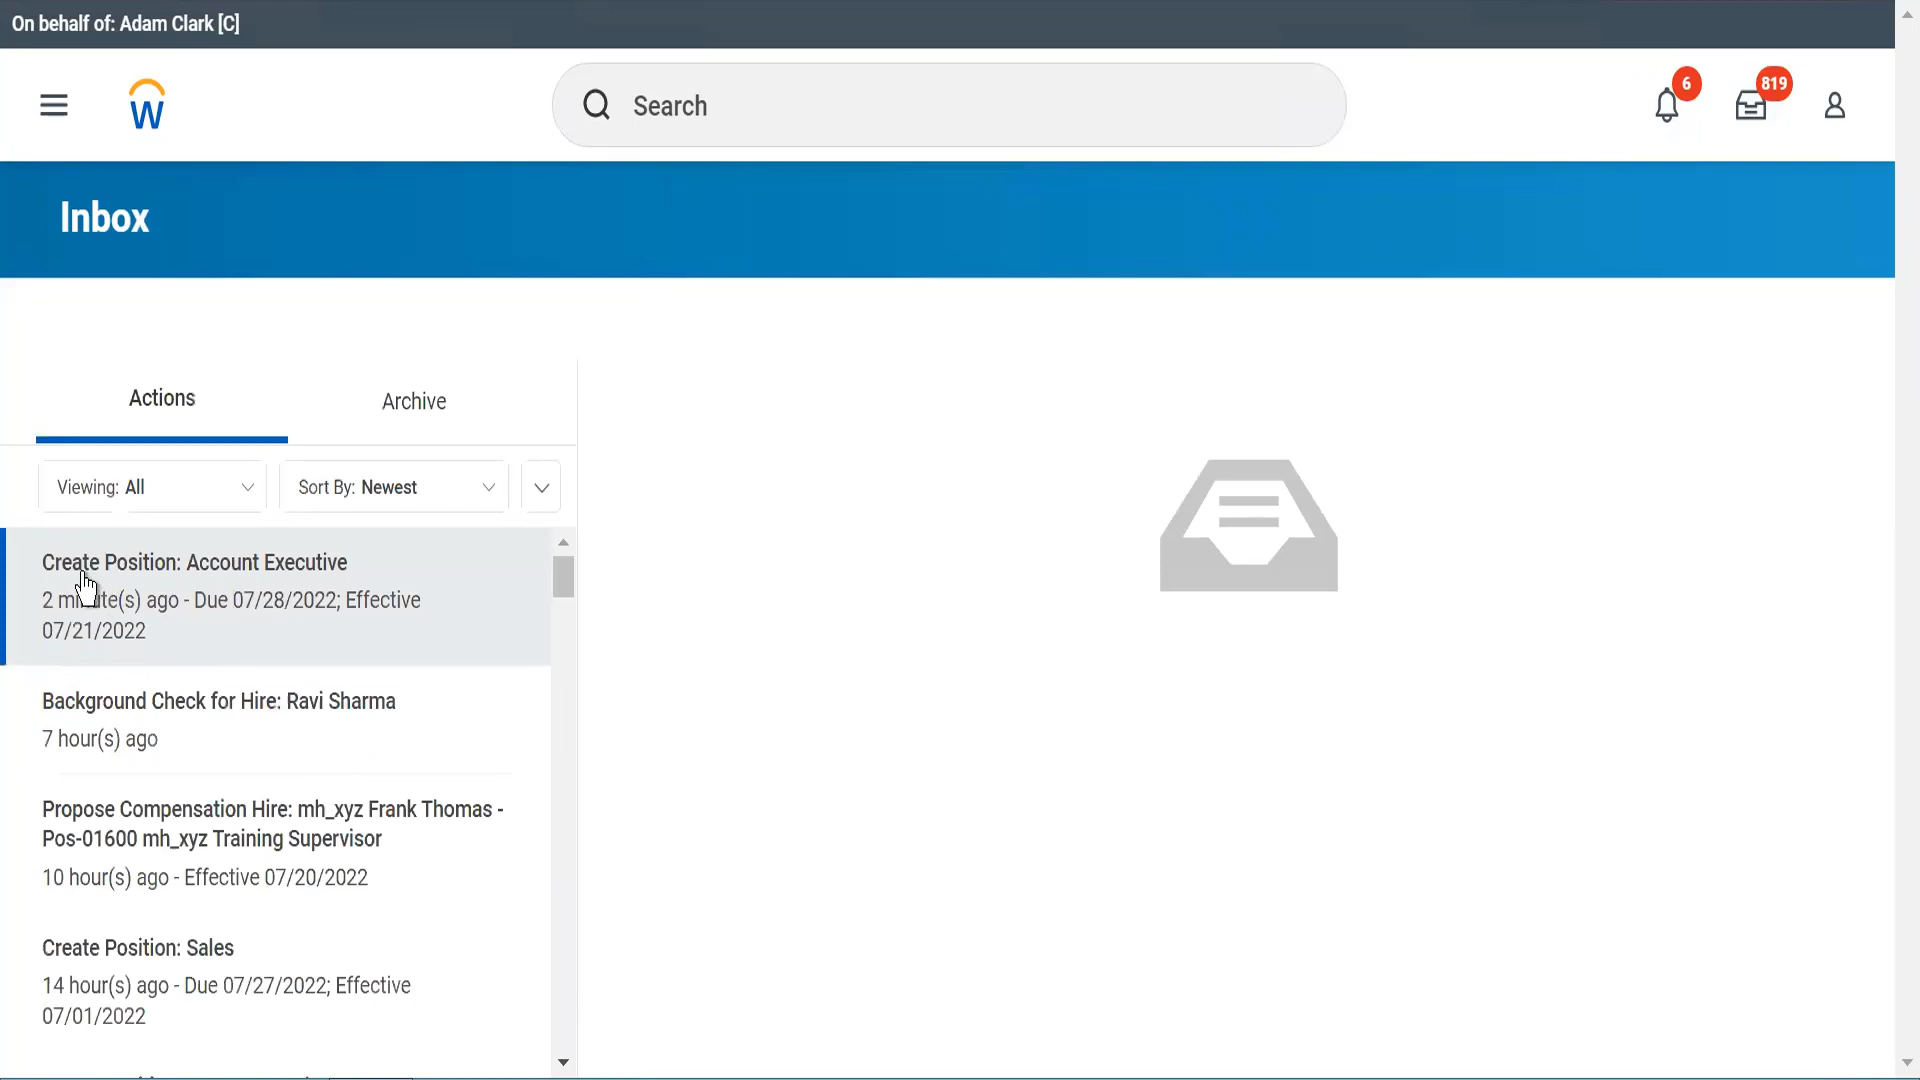 On behalf of: Adam Clark [C]
W
Search
6
819
Inbox
Actions
Archive
Viewing: All
Sort By: Newest
Create Position: Account Executive
2 minute(s) ago - Due 07/28/2022; Effective
07/21/2022
Background Check for Hire: Ravi Sharma
7 hour(s) ago
Propose Compensation Hire: mh_xyz Frank Thomas -
Pos-01600 mh_xyz Training Supervisor
10 hour(s) ago - Effective 07/20/2022
Create Position: Sales
14 hour(s) ago - Due 07/27/2022; Effective
07/01/2022